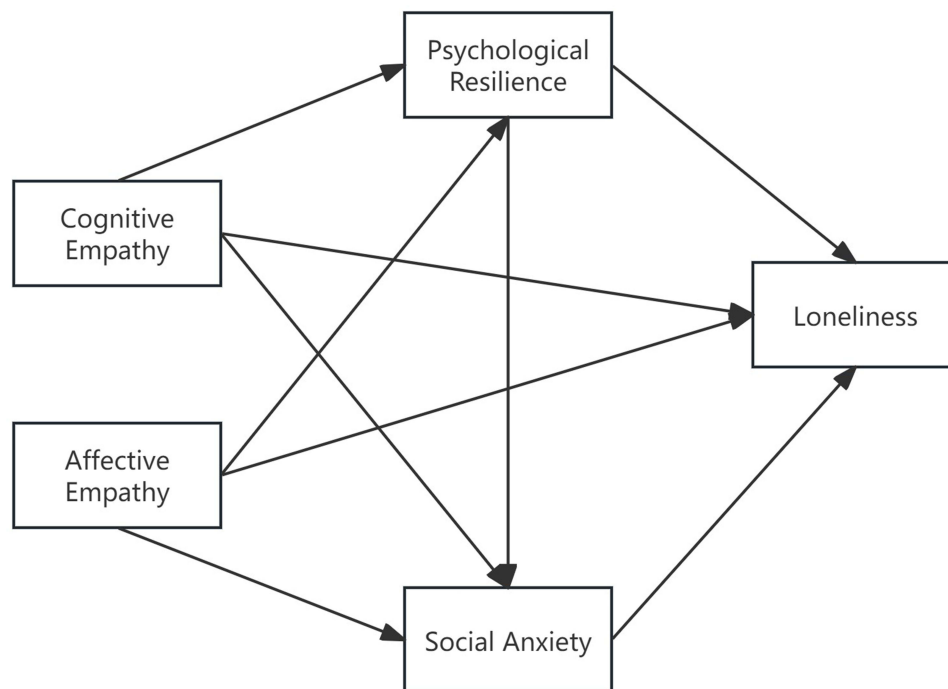 Psychological
Resilience
Cognitive
Empathy
Loneliness
Affective
Empathy
Social Anxiety